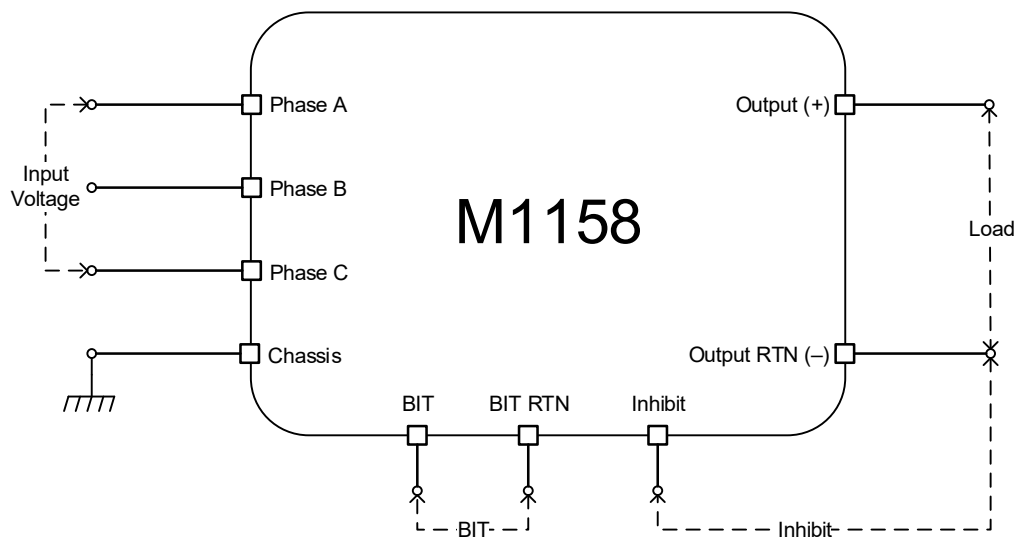 Phase A
Output (+)
Input
Voltage
Phase B
M1158
Load
Phase C
Chassis
Output RTN (–)
BIT
BIT RTN
Inhibit
BIT
Inhibit